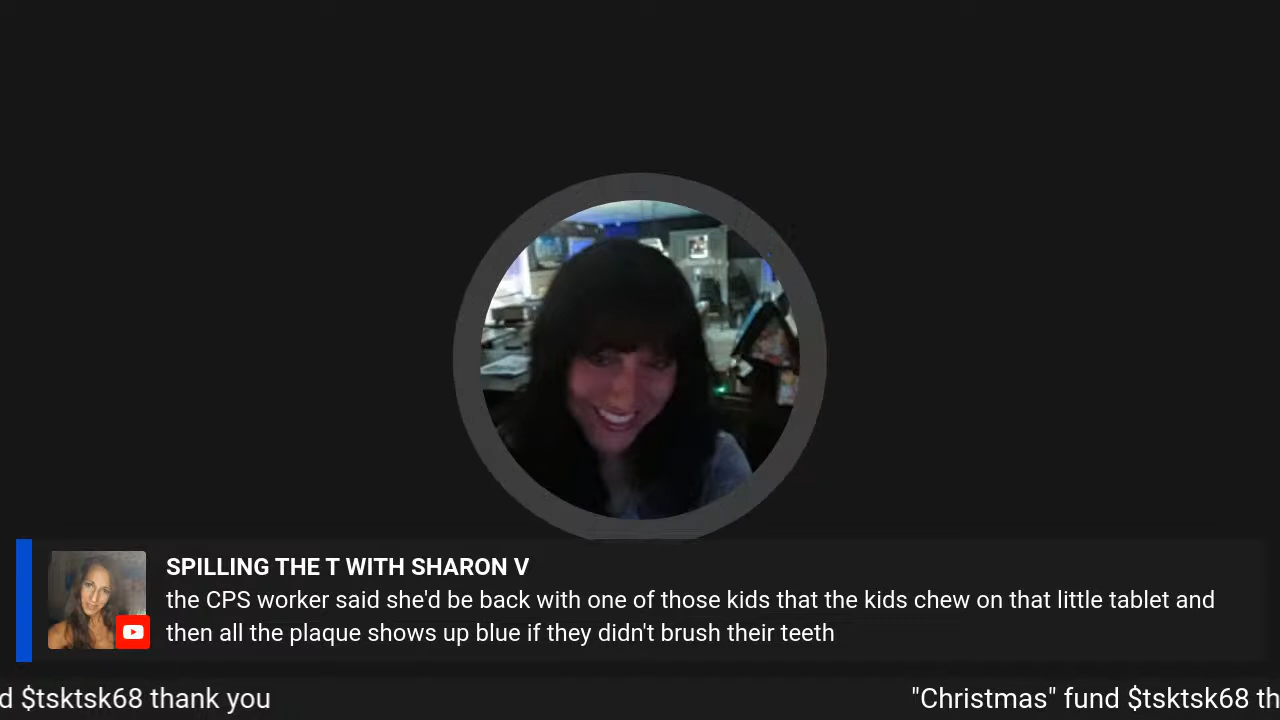 SPILLING THE T WITH SHARON V
the CPS worker said she'd be back with one of those kids that the kids chew on that little tablet and
then all the plaque shows up blue if they didn't brush their teeth
d $tsktsk68 thank you "Christmas" fund $tsktsk68 th